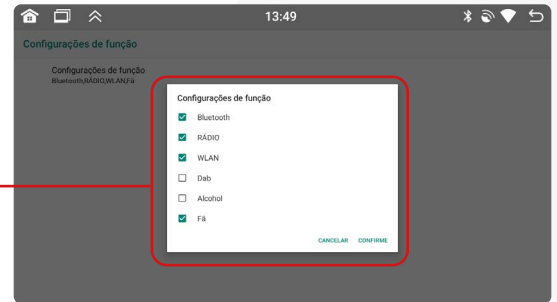 13:49
Configurações de função
Configurações de função
Bluetooth,RÁDIO,WLAN,Fã
Configurações de função
Bluetooth
RÁDIO
WLAN
Dab
Alcohol
Fã
CANCELAR CONFIRME